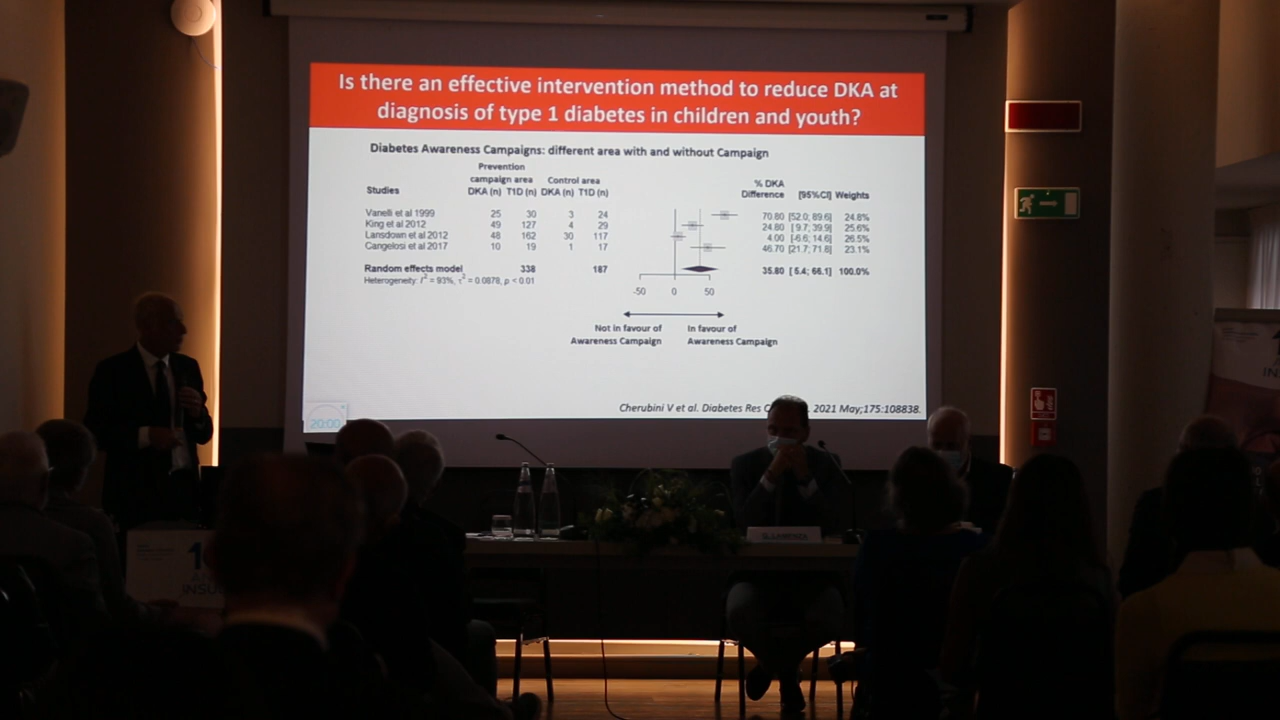 Is there an effective intervention method to reduce DKA at
diagnosis of type 1 diabetes in children and youth?
Diabetes Awareness Campaigns: different area with and without Campaign
Prevention
campaign area Control area
% DKA
Studies DKA (n) T1D (n) DKA (n) T1D (n) Difference [95%CI] Weights
Vanelli et al 1999 25 30 3 24 70.80 [52.0; 89.6] 24.8%
King et al 2012 49 127 4 29 24.80 [ 9.7; 39.9] 25.6%
Lansdown et al 2012 48 162 30 117 4.00 [-6.6; 14.6] 26.5%
Cangelosi et al 2017 10 19 1 17 46.70 [21.7; 71.8] 23.1%
Random effects model 338 187 35.80 [ 5.4; 66.1] 100.0%
Heterogeneity: I² = 93%, τ² = 0.0878, p < 0.01
-50 0 50
Not in favour of In favour of
Awareness Campaign Awareness Campaign
Cherubini V et al. Diabetes Res 2021 May;175:108838.
20:00